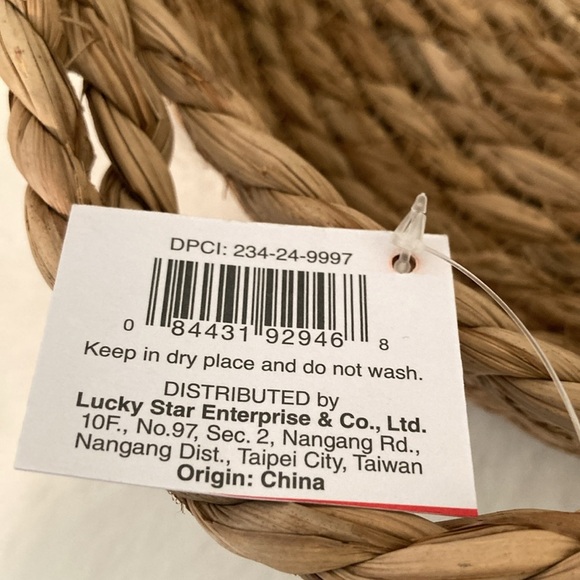 DPCI: 234-24-9997
0 84431 92946 8
Keep in dry place and do not wash.
DISTRIBUTED by
Lucky Star Enterprise & Co., Ltd.
10F., No.97, Sec. 2, Nangang Rd.,
Nangang Dist., Taipei City, Taiwan
Origin: China